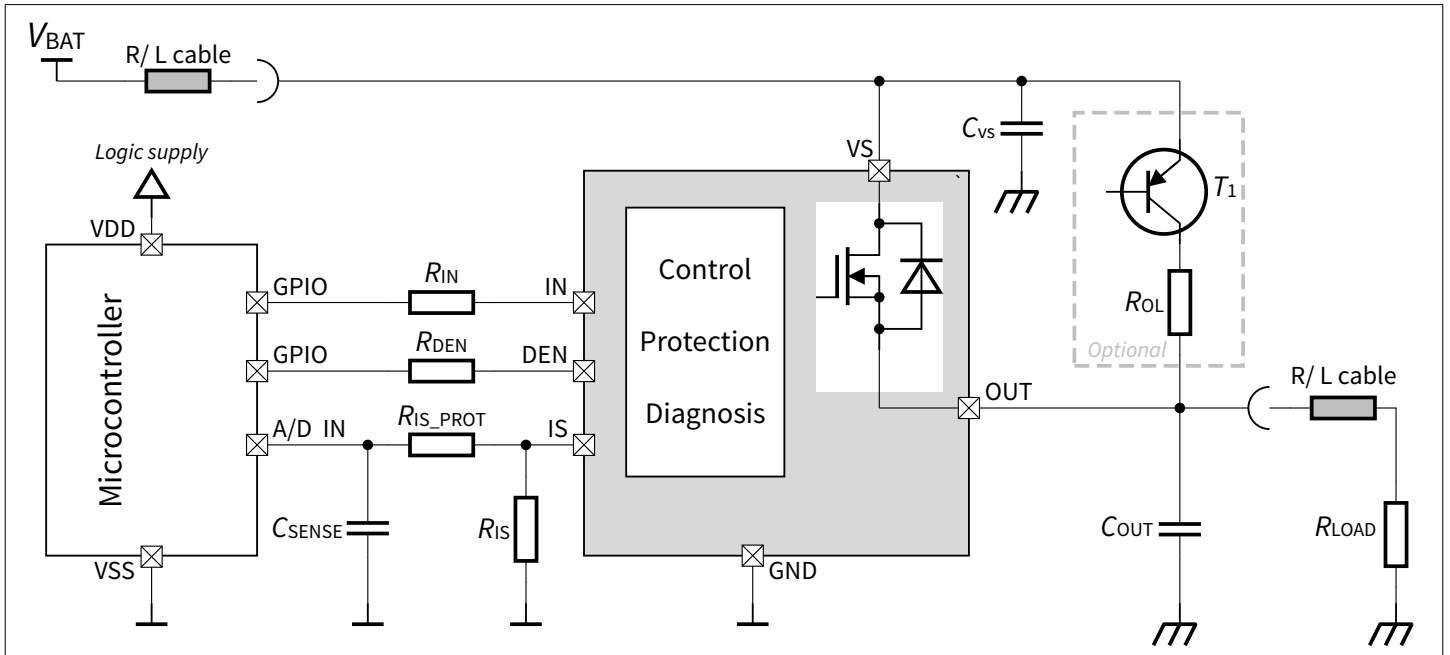 VBAT
R/ L cable
Logic supply
VDD
VS
Cvs
T1
GPIO
RIN
IN
Control
ROL
GPIO
RDEN
DEN
Protection
Optional
Microcontroller
A/D IN
RIS_PROT
IS
Diagnosis
OUT
R/ L cable
CSENSE
RIS
COUT
RLOAD
VSS
GND